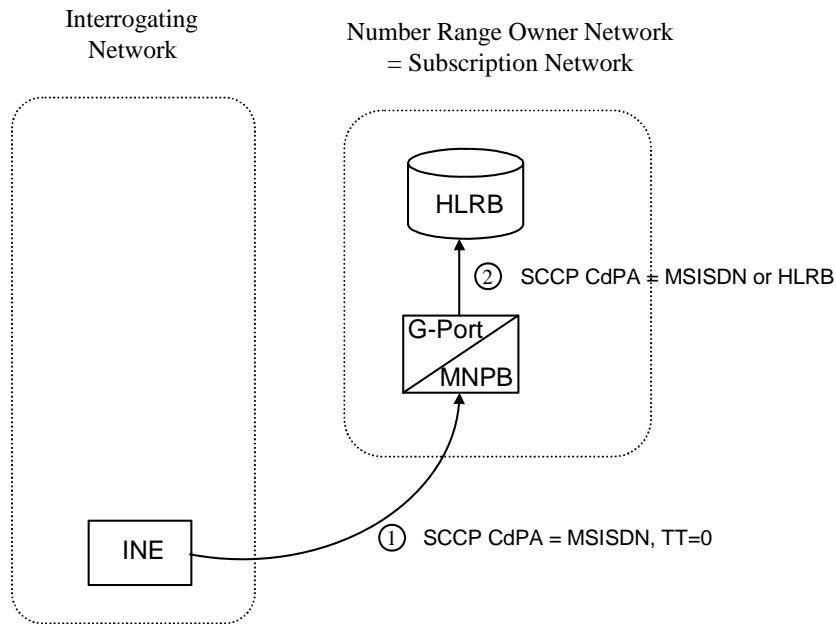 Interrogating
Network
Number Range Owner Network
= Subscription Network
HLRB
2 SCCP CdPA = MSISDN or HLRB
G-Port
MNPB
1 SCCP CdPA = MSISDN, TT=0
INE